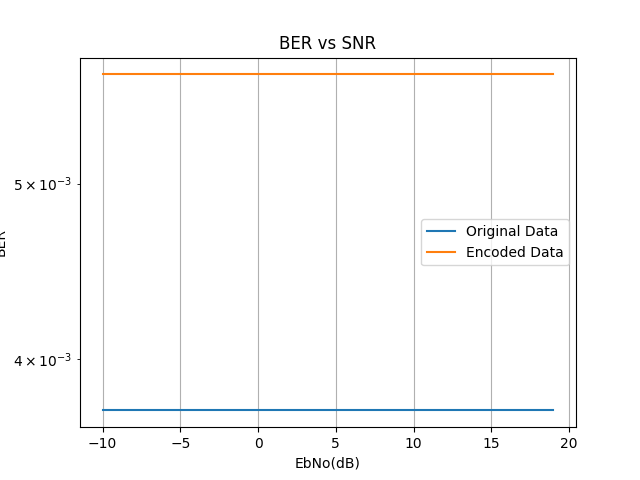 BER vs SNR
5 × 10⁻³
4 × 10⁻³
BER
Original Data
Encoded Data
−10 −5 0 5 10 15 20
EbNo(dB)